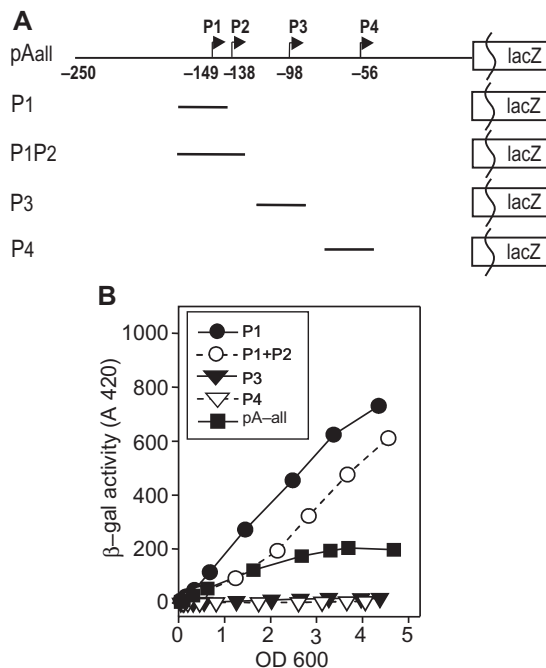 A
P1 P2 P3 P4
pAall lacZ
–250 –149 –138 –98 –56
P1 lacZ
P1P2 lacZ
P3 lacZ
P4 lacZ
B
1000
800
600
400
200
0
β–gal activity (A 420)
P1
P1+P2
P3
P4
pA–all
0 1 2 3 4 5
OD 600